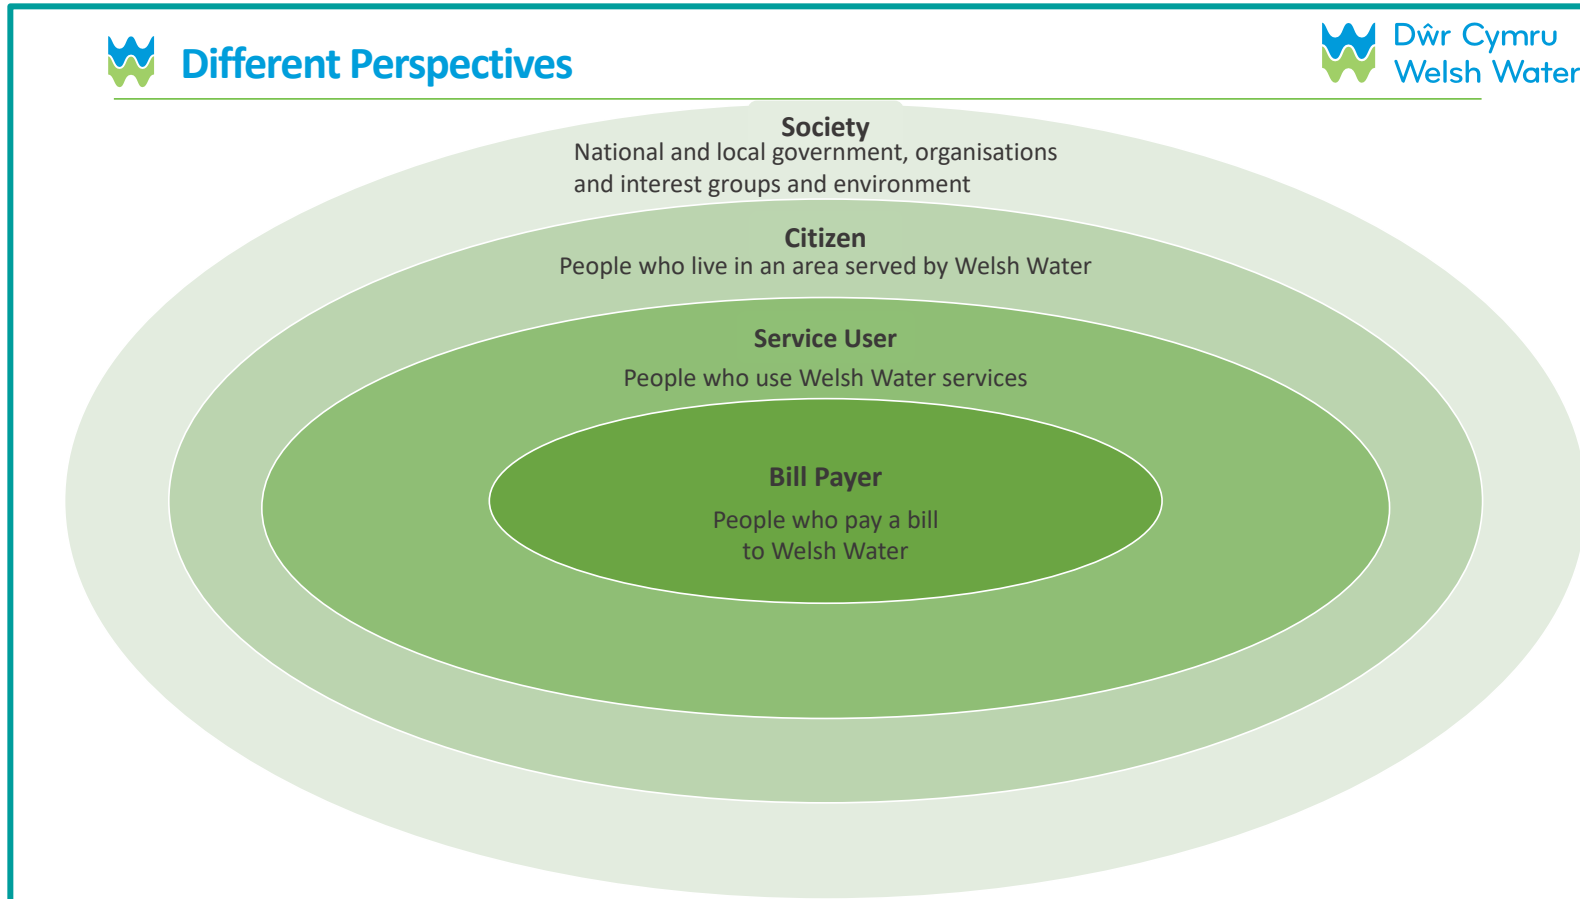 Different Perspectives
Dŵr Cymru
Welsh Water
Society
National and local government, organisations
and interest groups and environment
Citizen
People who live in an area served by Welsh Water
Service User
People who use Welsh Water services
Bill Payer
People who pay a bill
to Welsh Water